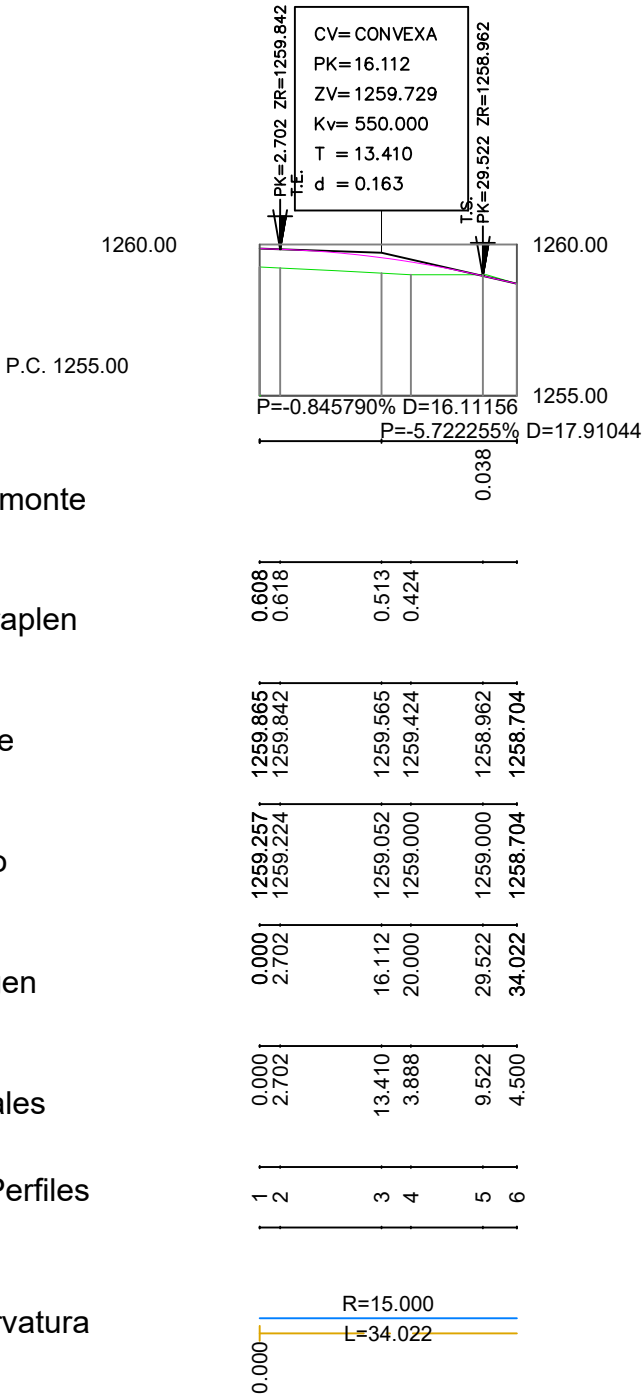 PK=2.702 ZR=1259.842
T.E.
CV= CONVEXA
PK=16.112
ZV=1259.729
Kv= 550.000
T = 13.410
d = 0.163
PK=29.522 ZR=1258.962
T.S.
1260.00
1260.00
P.C. 1255.00
1255.00
P=-0.845790% D=16.11156
P=-5.722255% D=17.91044
monte
0.038
aplen
0.608 0.618 0.513 0.424
e
1259.865 1259.842 1259.565 1259.424 1258.962 1258.704
o
1259.257 1259.224 1259.052 1259.000 1259.000 1258.704
en
0.000 2.702 16.112 20.000 29.522 34.022
ales
0.000 2.702 13.410 3.888 9.522 4.500
Perfiles
1 2 3 4 5 6
vatura
R=15.000
L=34.022
0.000